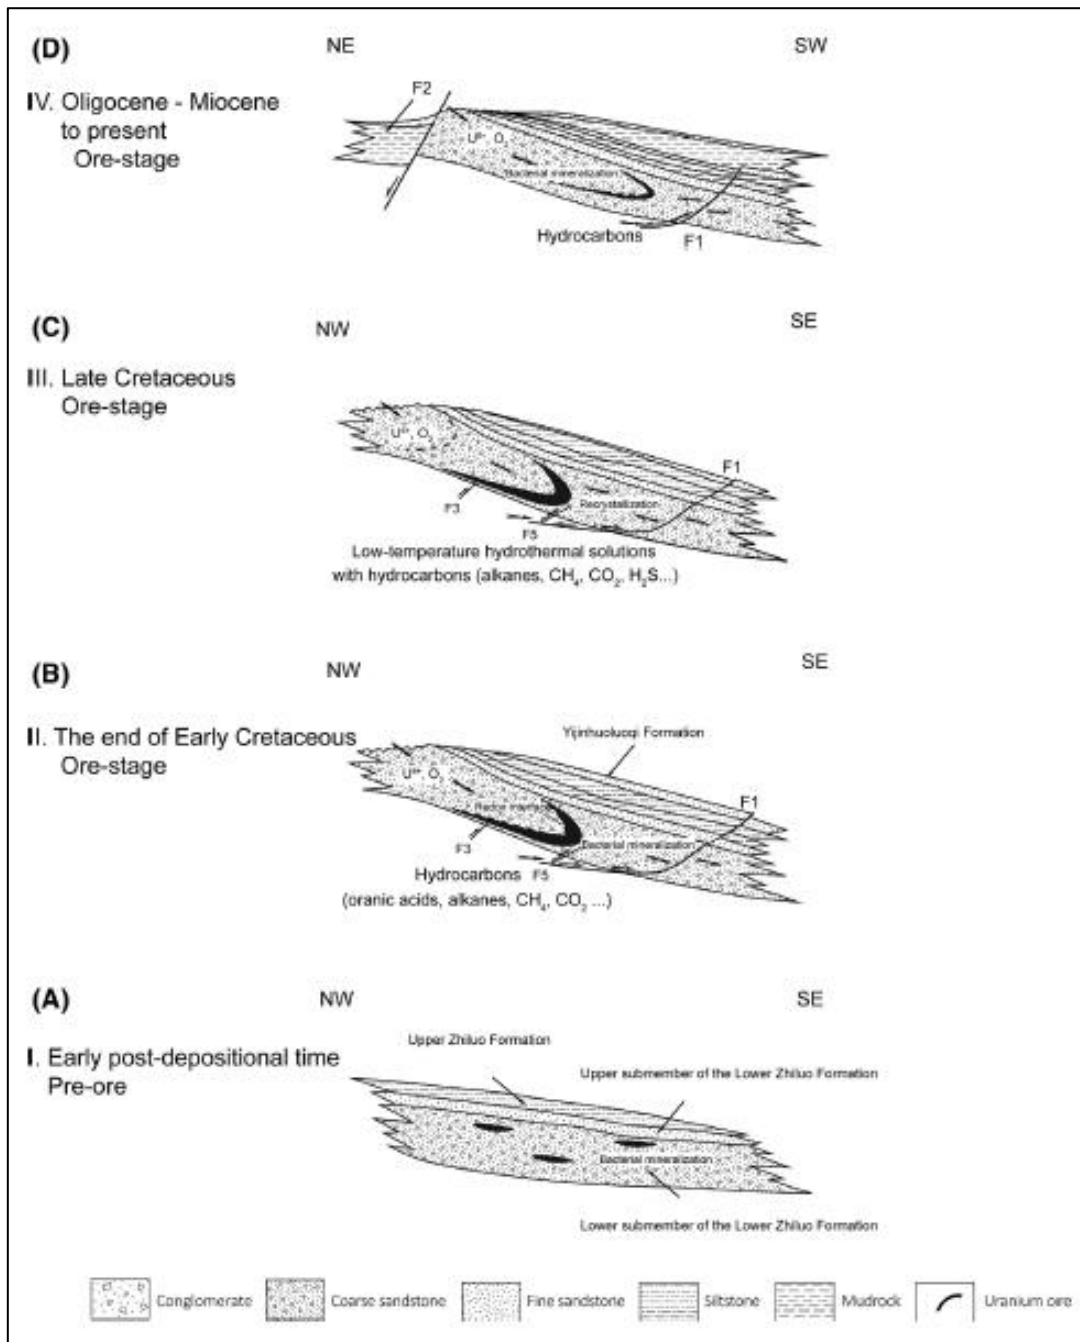 (D)
NE
SW
IV. Oligocene - Miocene
to present
Ore-stage
F2
U⁶⁺, O₂
Bacterial mineralization
Hydrocarbons
F1
(C)
NW
SE
III. Late Cretaceous
Ore-stage
U⁶⁺, O₂
F1
F3
Recrystallization
F5
Low-temperature hydrothermal solutions
with hydrocarbons (alkanes, CH₄, CO₂, H₂S...)
(B)
NW
SE
II. The end of Early Cretaceous
Ore-stage
Yijinhuoluoqi Formation
U⁶⁺, O₂
F1
Redox interface
F3
Bacterial mineralization
Hydrocarbons
F5
(oranic acids, alkanes, CH₄, CO₂ ...)
(A)
NW
SE
I. Early post-depositional time
Pre-ore
Upper Zhiluo Formation
Upper submember of the Lower Zhiluo Formation
Bacterial mineralization
Lower submember of the Lower Zhiluo Formation
Conglomerate
Coarse sandstone
Fine sandstone
Siltstone
Mudrock
Uranium ore